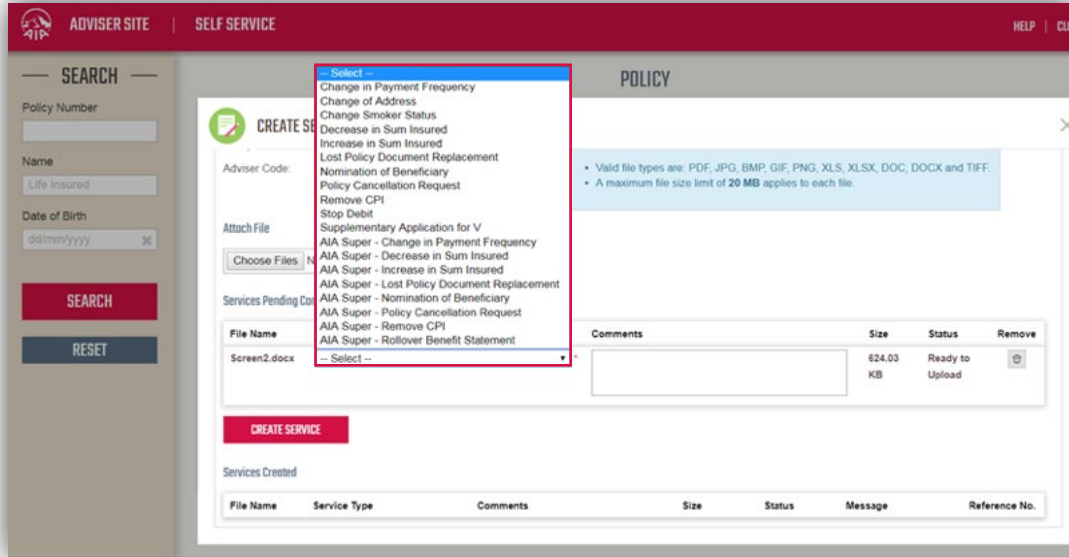 AIA
ADVISER SITE | SELF SERVICE
HELP |
SEARCH
Policy Number
Name
Life Insured
Date of Birth
dd/mm/yyyy
SEARCH
RESET
POLICY
CREATE
Adviser Code:
• Valid file types are: PDF, JPG, BMP, GIF, PNG, XLS, XLSX, DOC, DOCX and TIFF.
• A maximum file size limit of 20 MB applies to each file.
Attach File
Choose Files
Services Pending
-- Select --
Change in Payment Frequency
Change of Address
Change Smoker Status
Decrease in Sum Insured
Increase in Sum Insured
Lost Policy Document Replacement
Nomination of Beneficiary
Policy Cancellation Request
Remove CPI
Stop Debit
Supplementary Application for V
AIA Super - Change in Payment Frequency
AIA Super - Decrease in Sum Insured
AIA Super - Increase in Sum Insured
AIA Super - Lost Policy Document Replacement
AIA Super - Nomination of Beneficiary
AIA Super - Policy Cancellation Request
AIA Super - Remove CPI
AIA Super - Rollover Benefit Statement
File Name Comments Size Status Remove
Screen2.docx -- Select -- * 624.03 KB Ready to Upload
CREATE SERVICE
Services Created
File Name Service Type Comments Size Status Message Reference No.